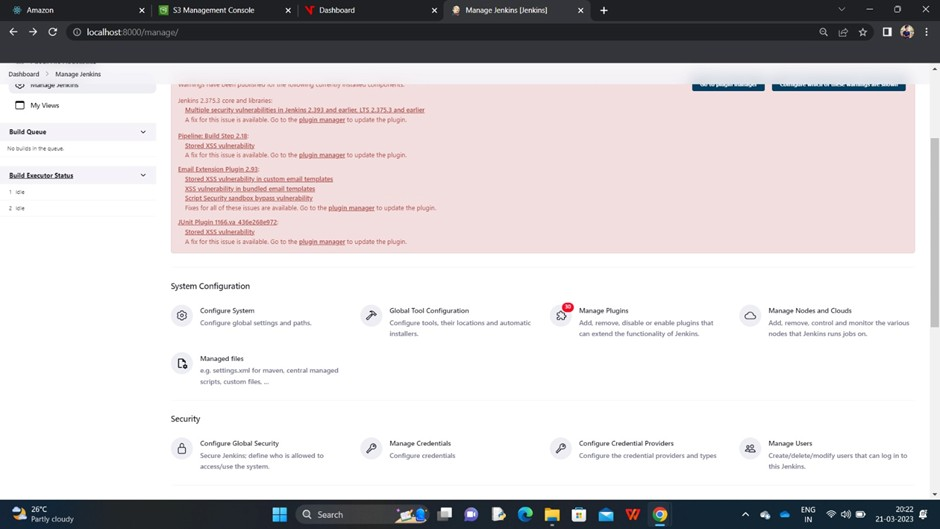 Amazon
S3 Management Console
Dashboard
Manage Jenkins [Jenkins]
localhost:8000/manage/
Dashboard > Manage Jenkins
Manage Jenkins
My Views
Build Queue
No builds in the queue.
Build Executor Status
1 Idle
2 Idle
Warnings have been published for the following currently installed components:
Go to plugin manager
Configure which of these warnings are shown
Jenkins 2.375.3 core and libraries:
Multiple security vulnerabilities in Jenkins 2.393 and earlier, LTS 2.375.3 and earlier
A fix for this issue is available. Go to the plugin manager to update the plugin.
Pipeline: Build Step 2.18:
Stored XSS vulnerability
A fix for this issue is available. Go to the plugin manager to update the plugin.
Email Extension Plugin 2.93:
Stored XSS vulnerability in custom email templates
XSS vulnerability in bundled email templates
Script Security sandbox bypass vulnerability
Fixes for all of these issues are available. Go to the plugin manager to update the plugin.
JUnit Plugin 1166.va_436e268e972:
Stored XSS vulnerability
A fix for this issue is available. Go to the plugin manager to update the plugin.
System Configuration
Configure System
Configure global settings and paths.
Global Tool Configuration
Configure tools, their locations and automatic
installers.
30
Manage Plugins
Add, remove, disable or enable plugins that
can extend the functionality of Jenkins.
Manage Nodes and Clouds
Add, remove, control and monitor the various
nodes that Jenkins runs jobs on.
Managed files
e.g. settings.xml for maven, central managed
scripts, custom files, ...
Security
Configure Global Security
Secure Jenkins; define who is allowed to
access/use the system.
Manage Credentials
Configure credentials
Configure Credential Providers
Configure the credential providers and types
Manage Users
Create/delete/modify users that can log in to
this Jenkins.
26°C
Partly cloudy
Search
ENG
IN
20:22
21-03-2023